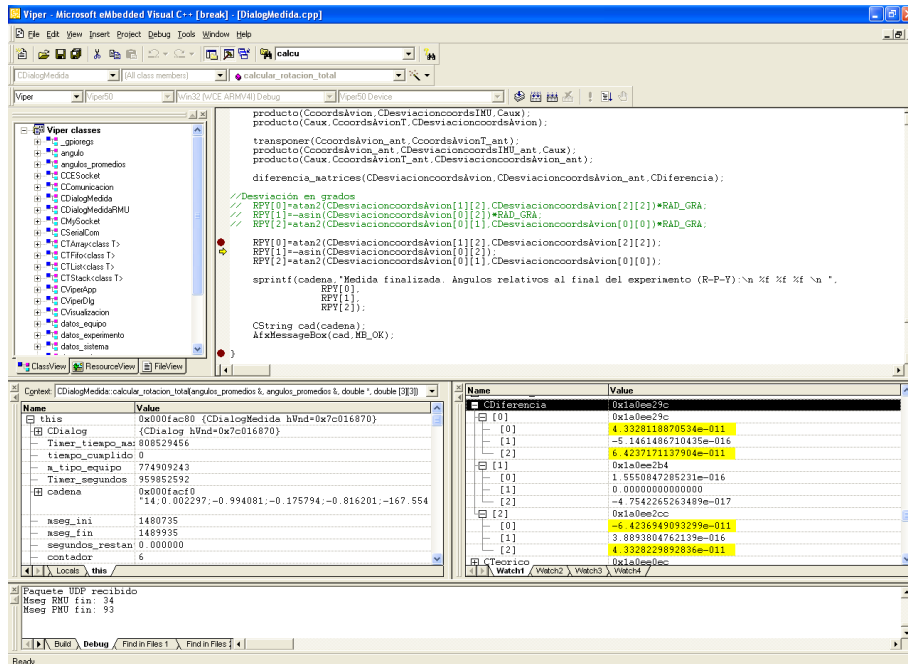 Viper - Microsoft eMbedded Visual C++ [break] - [DialogMedida.cpp]
File Edit View Insert Project Debug Tools Window Help
calcu
CDialogMedida (All class members) calcular_rotacion_total
Viper Viper50 Win32 (WCE ARMV4I) Debug Viper50 Device
Viper classes
_gpioregs
angulo
angulos_promedios
CCESocket
CComunicacion
CDialogMedida
CDialogMedidaRMU
CMySocket
CSerialCom
CTArray<class T>
CTFifo<class T>
CTList<class T>
CTStack<class T>
CViperApp
CViperDlg
CVisualizacion
datos_equipo
datos_experimento
datos_sistema
ClassView ResourceView FileView
producto(CcoordsAvion,CDesviacioncoordsIMU,Caux);
producto(Caux,CcoordsAvionT,CDesviacioncoordsAvion);
transponer(CcoordsAvion_ant,CcoordsAvionT_ant);
producto(CcoordsAvion_ant,CDesviacioncoordsIMU_ant,Caux);
producto(Caux,CcoordsAvionT_ant,CDesviacioncoordsAvion_ant);
diferencia_matrices(CDesviacioncoordsAvion,CDesviacioncoordsAvion_ant,CDiferencia);
//Desviación en grados
// RPY[0]=atan2(CDesviacioncoordsAvion[1][2],CDesviacioncoordsAvion[2][2])*RAD_GRA;
// RPY[1]=-asin(CDesviacioncoordsAvion[0][2])*RAD_GRA;
// RPY[2]=atan2(CDesviacioncoordsAvion[0][1],CDesviacioncoordsAvion[0][0])*RAD_GRA;
RPY[0]=atan2(CDesviacioncoordsAvion[1][2],CDesviacioncoordsAvion[2][2]);
RPY[1]=-asin(CDesviacioncoordsAvion[0][2]);
RPY[2]=atan2(CDesviacioncoordsAvion[0][1],CDesviacioncoordsAvion[0][0]);
sprintf(cadena,"Medida finalizada. Angulos relativos al final del experimento (R-P-Y):\n %f %f %f \n ",
RPY[0],
RPY[1],
RPY[2]);
CString cad(cadena);
AfxMessageBox(cad,MB_OK);
}
Context: CDialogMedida::calcular_rotacion_total(angulos_promedios &, angulos_promedios &, double *, double [3][3])
Name Value
this 0x000fac80 {CDialogMedida hWnd=0x7c016870}
CDialog {CDialog hWnd=0x7c016870}
Timer_tiempo_ma: 808529456
tiempo_cumplido 0
m_tipo_equipo 774909243
Timer_segundos 959852592
cadena 0x000facf0
"14;0.002297;-0.994081;-0.175794;-0.816201;-167.554
mseg_ini 1480735
mseg_fin 1489935
segundos_restan 0.000000
contador 6
Locals this
Name Value
CDiferencia 0x1a0ee29c
[0] 0x1a0ee29c
[0] 4.3328118870534e-011
[1] -5.1461486710435e-016
[2] 6.4237171137904e-011
[1] 0x1a0ee2b4
[0] 1.5550847285231e-016
[1] 0.00000000000000
[2] -4.7542265263489e-017
[2] 0x1a0ee2cc
[0] -6.4236949093299e-011
[1] 3.8893804762139e-016
[2] 4.3328229892836e-011
CTeorico 0x1a0ee0ec
Watch1 Watch2 Watch3 Watch4
Paquete UDP recibido
Mseg RMU fin: 34
Mseg PMU fin: 93
Build Debug Find in Files 1 Find in Files
Ready